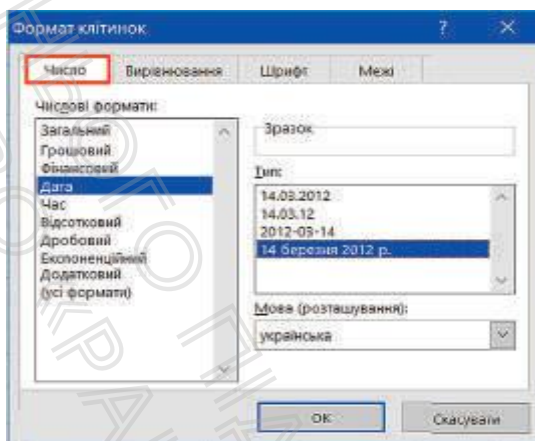 Формат клітинок
Число Вирівнювання Шрифт Межі
Числові формати:
Загальний
Грошовий
Фінансовий
Дата
Час
Відсотковий
Дробовий
Експоненційний
Додатковий
(усі формати)
Зразок
Тип:
14.03.2012
14.03.12
2012-03-14
14 березня 2012 р.
Мова (розташування):
українська
ОК Скасувати